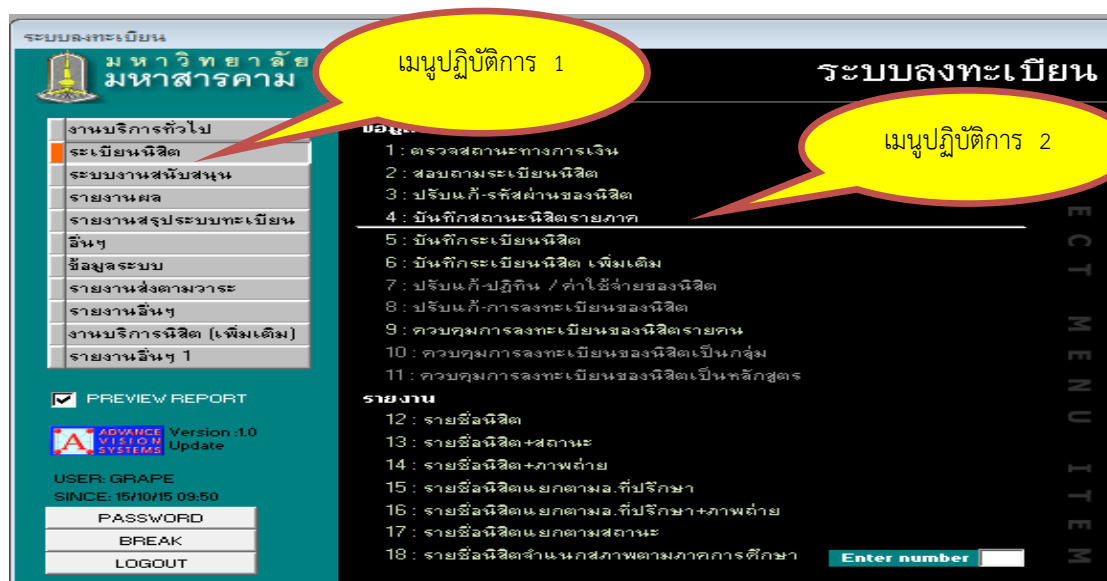 ระบบลงทะเบียน
มหาวิทยาลัย
มหาสารคาม
เมนูปฏิบัติการ 1
ระบบลงทะเบียน
เมนูปฏิบัติการ 2
งานบริการทั่วไป
ระเบียนนิสิต
ระบบงานสนับสนุน
รายงานผล
รายงานสรุประบบทะเบียน
อื่นๆ
ข้อมูลระบบ
รายงานส่งตามวาระ
รายงานอื่นๆ
งานบริการนิสิต (เพิ่มเติม)
รายงานอื่นๆ 1
PREVIEW REPORT
ADVANCE
VISION
SYSTEMS
Version :1.0
Update
USER: GRAPE
SINCE: 15/10/15 09:50
PASSWORD
BREAK
LOGOUT
1 : ตรวจสถานะทางการเงิน
2 : สอบถามระเบียนนิสิต
3 : ปรับแก้-รหัสผ่านของนิสิต
4 : บันทึกสถานะนิสิตรายภาค
5 : บันทึกระเบียนนิสิต
6 : บันทึกระเบียนนิสิต เพิ่มเติม
7 : ปรับแก้-ปฏิทิน / ค่าใช้จ่ายของนิสิต
8 : ปรับแก้-การลงทะเบียนของนิสิต
9 : ควบคุมการลงทะเบียนของนิสิตรายคน
10 : ควบคุมการลงทะเบียนของนิสิตเป็นกลุ่ม
11 : ควบคุมการลงทะเบียนของนิสิตเป็นหลักสูตร
รายงาน
12 : รายชื่อนิสิต
13 : รายชื่อนิสิต+สถานะ
14 : รายชื่อนิสิต+ภาพถ่าย
15 : รายชื่อนิสิตแยกตามอ.ที่ปรึกษา
16 : รายชื่อนิสิตแยกตามอ.ที่ปรึกษา+ภาพถ่าย
17 : รายชื่อนิสิตแยกตามสถานะ
18 : รายชื่อนิสิตจำแนกสภาพตามภาคการศึกษา
Enter number
ECT MENU ITEM